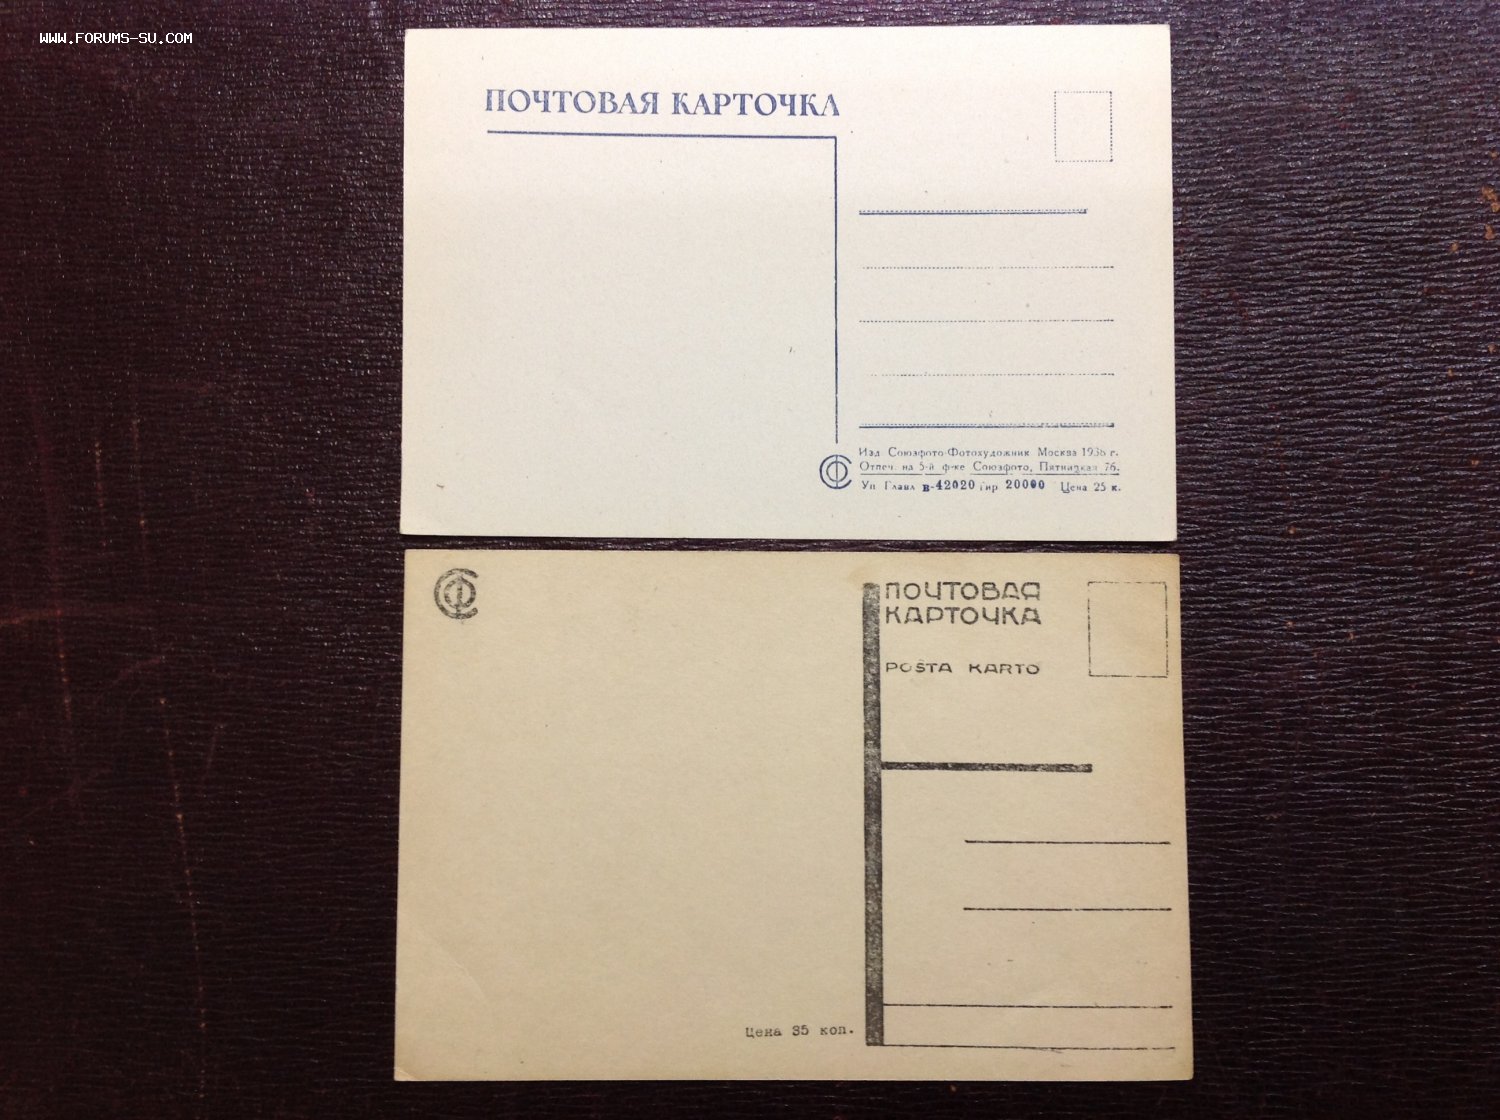 WWW.FORUMS-SU.COM
ПОЧТОВАЯ КАРТОЧКА
Изд Союзфото-Фотохудожник Москва 1936 г.
Отпеч на 5-й ф-ке Союзфото, Пятницкая 76.
Уп Главл в-42020 Тир 20000 Цена 25 к.
ПОЧТОВАЯ
КАРТОЧКА
POŜTA KARTO
Цена 35 коп.